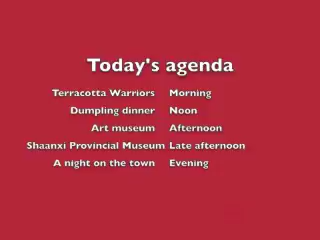 Today's agenda
Terracotta Warriors Morning
Dumpling dinner Noon
Art museum Afternoon
Shaanxi Provincial Museum Late afternoon
A night on the town Evening